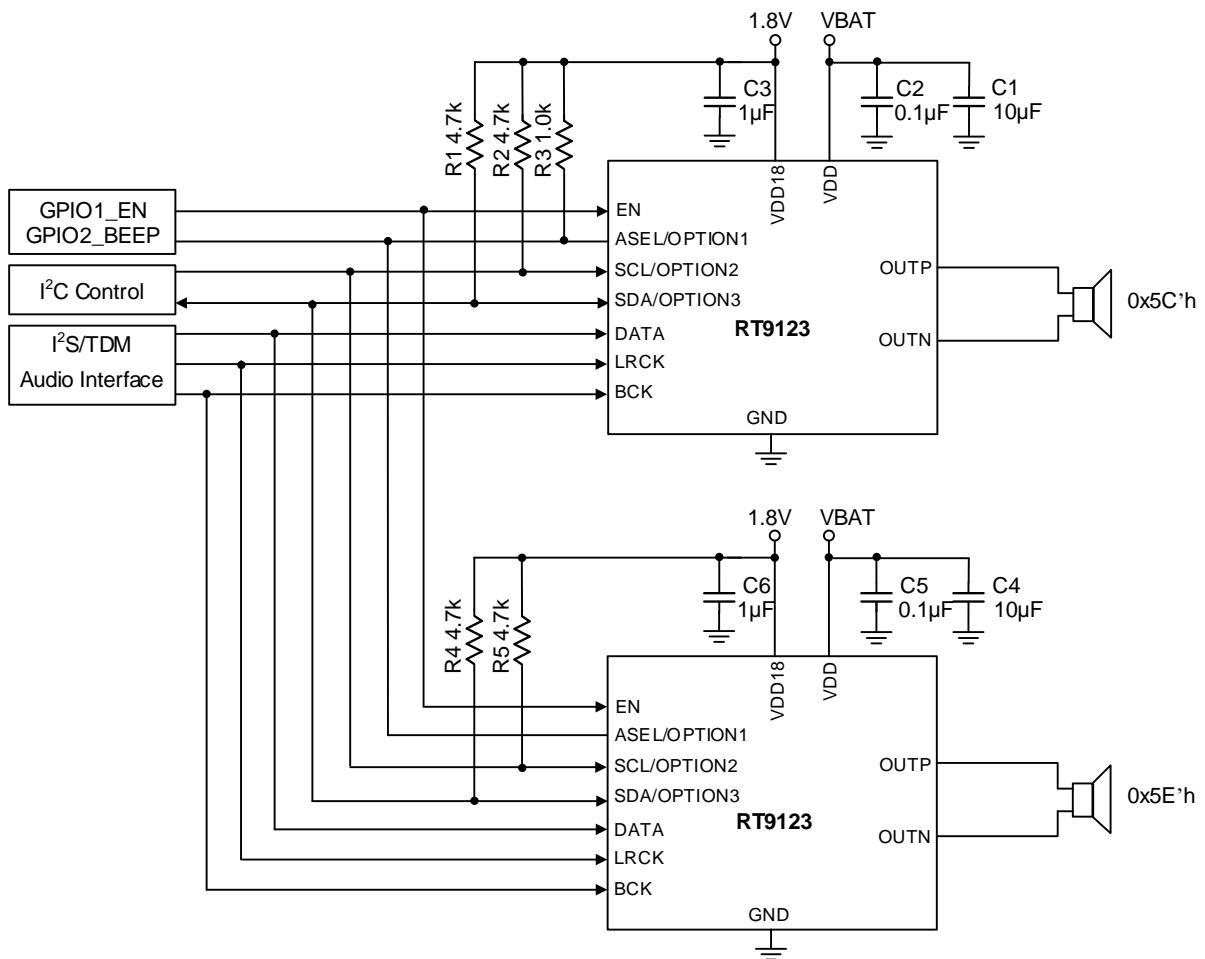 1.8V
VBAT
C3
1µF
C2
0.1µF
C1
10µF
R1 4.7k
R2 4.7k
R3 1.0k
VDD18
VDD
GPIO1_EN
GPIO2_BEEP
I²C Control
I²S/TDM
Audio Interface
EN
ASEL/OPTION1
SCL/OPTION2
SDA/OPTION3
DATA
LRCK
BCK
RT9123
OUTP
OUTN
GND
0x5C’h
1.8V
VBAT
C6
1µF
C5
0.1µF
C4
10µF
R4 4.7k
R5 4.7k
VDD18
VDD
EN
ASEL/OPTION1
SCL/OPTION2
SDA/OPTION3
DATA
LRCK
BCK
RT9123
OUTP
OUTN
GND
0x5E’h